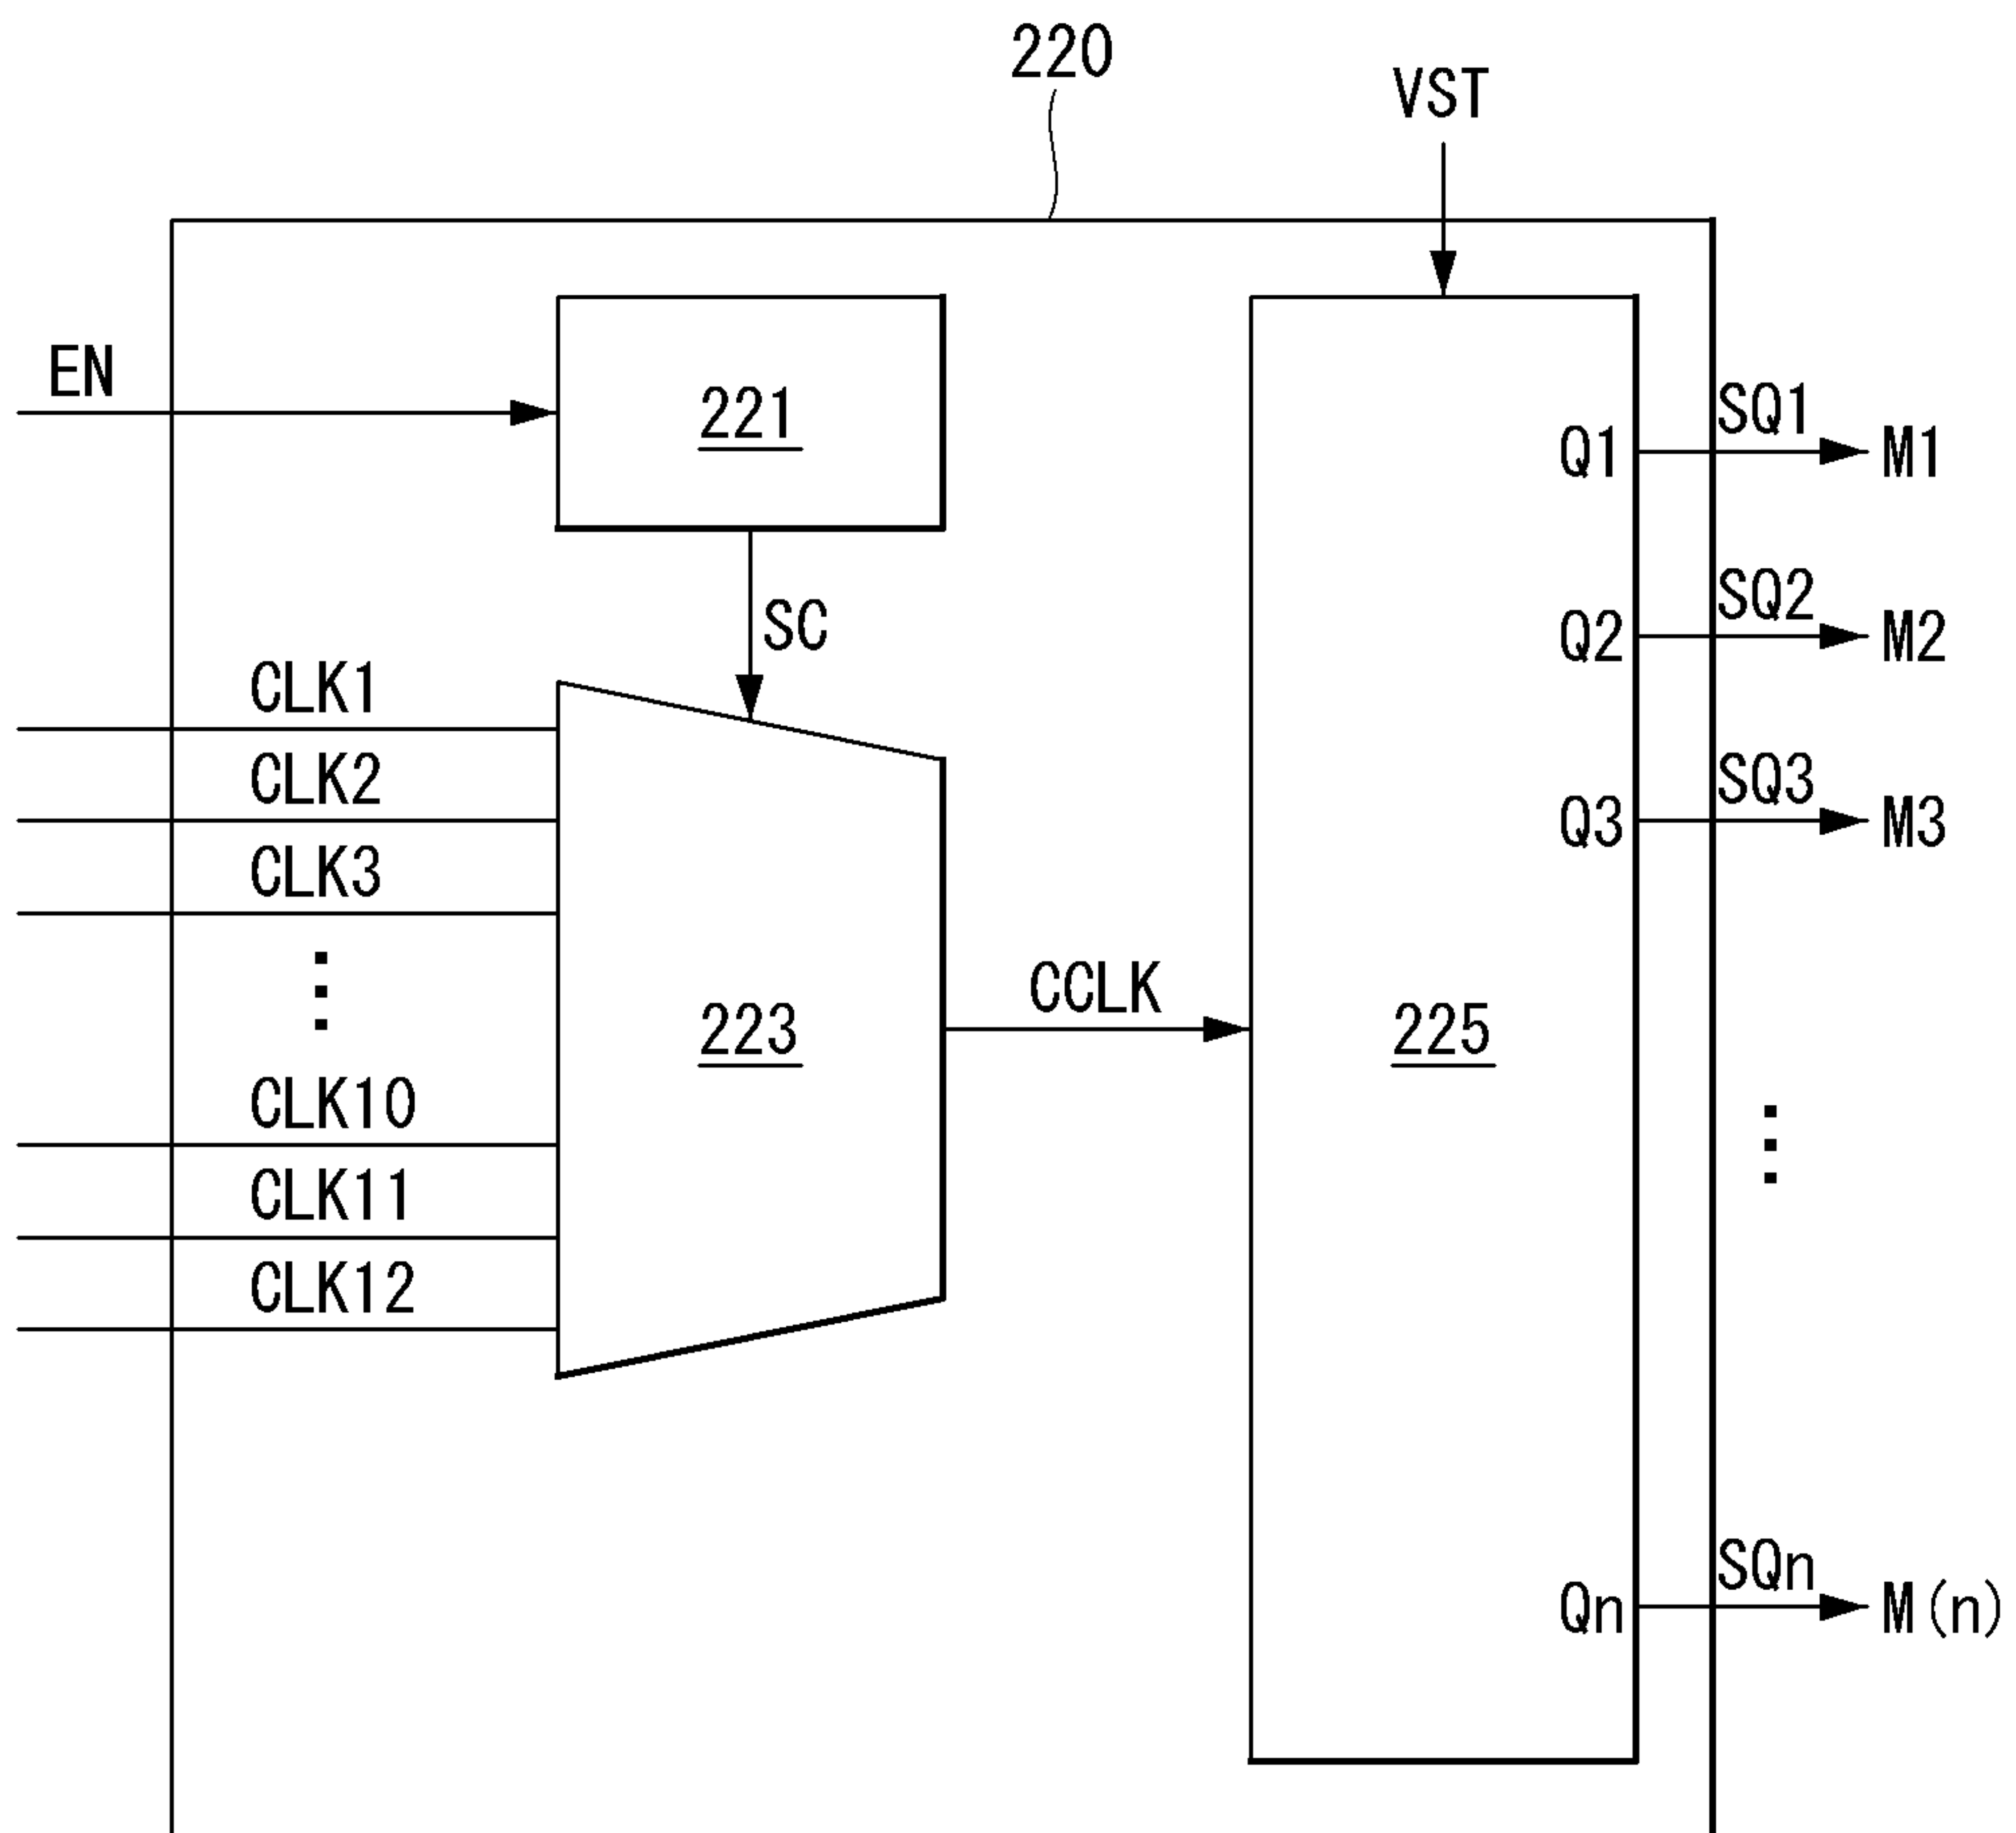 220
VST
EN
221
SQ1
Q1
M1
SC
SQ2
Q2
M2
CLK1
CLK2
SQ3
Q3
M3
CLK3
CCLK
223
225
CLK10
CLK11
CLK12
SQn
Qn
M(n)